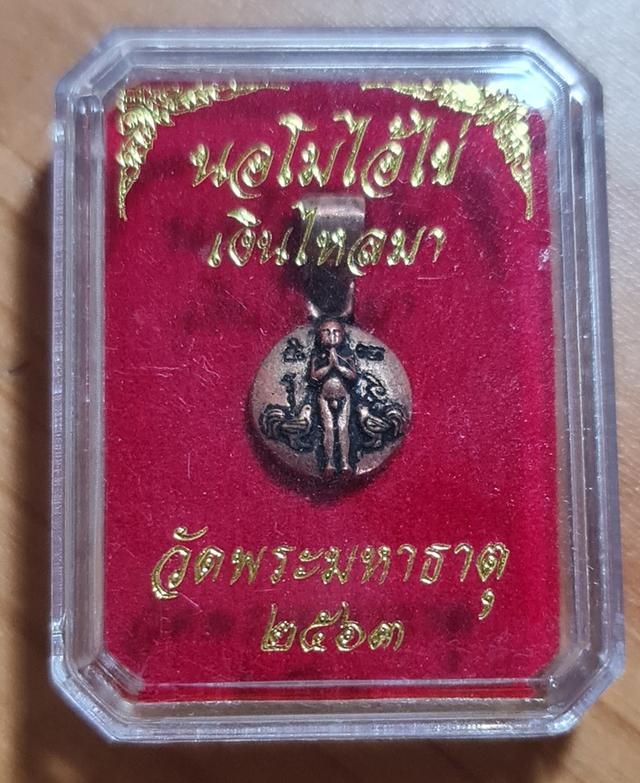 นอโมไอ้ไข่
เงินไหลมา
วัดพระมหาธาตุ
๒๕๖๓